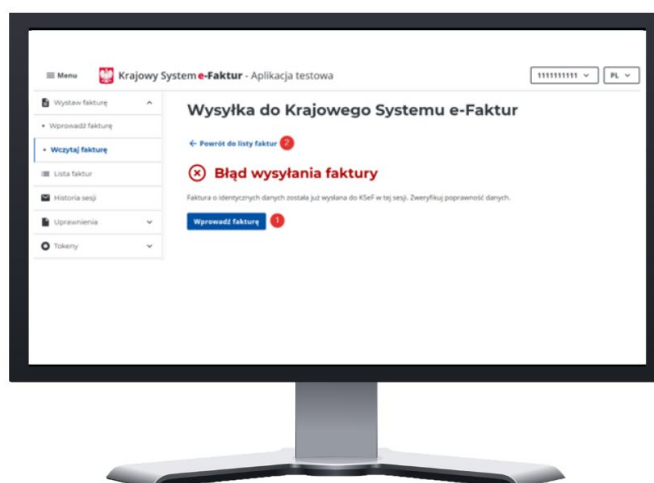 Menu
Krajowy System e-Faktur - Aplikacja testowa
1111111111
PL
Wystaw fakturę
Wprowadź fakturę
Wczytaj fakturę
Lista faktur
Historia sesji
Uprawnienia
Tokeny
Wysyłka do Krajowego Systemu e-Faktur
Powrót do listy faktur 2
Błąd wysyłania faktury
Faktura o identycznych danych została już wysłana do KSeF w tej sesji. Zweryfikuj poprawność danych.
Wprowadź fakturę 1